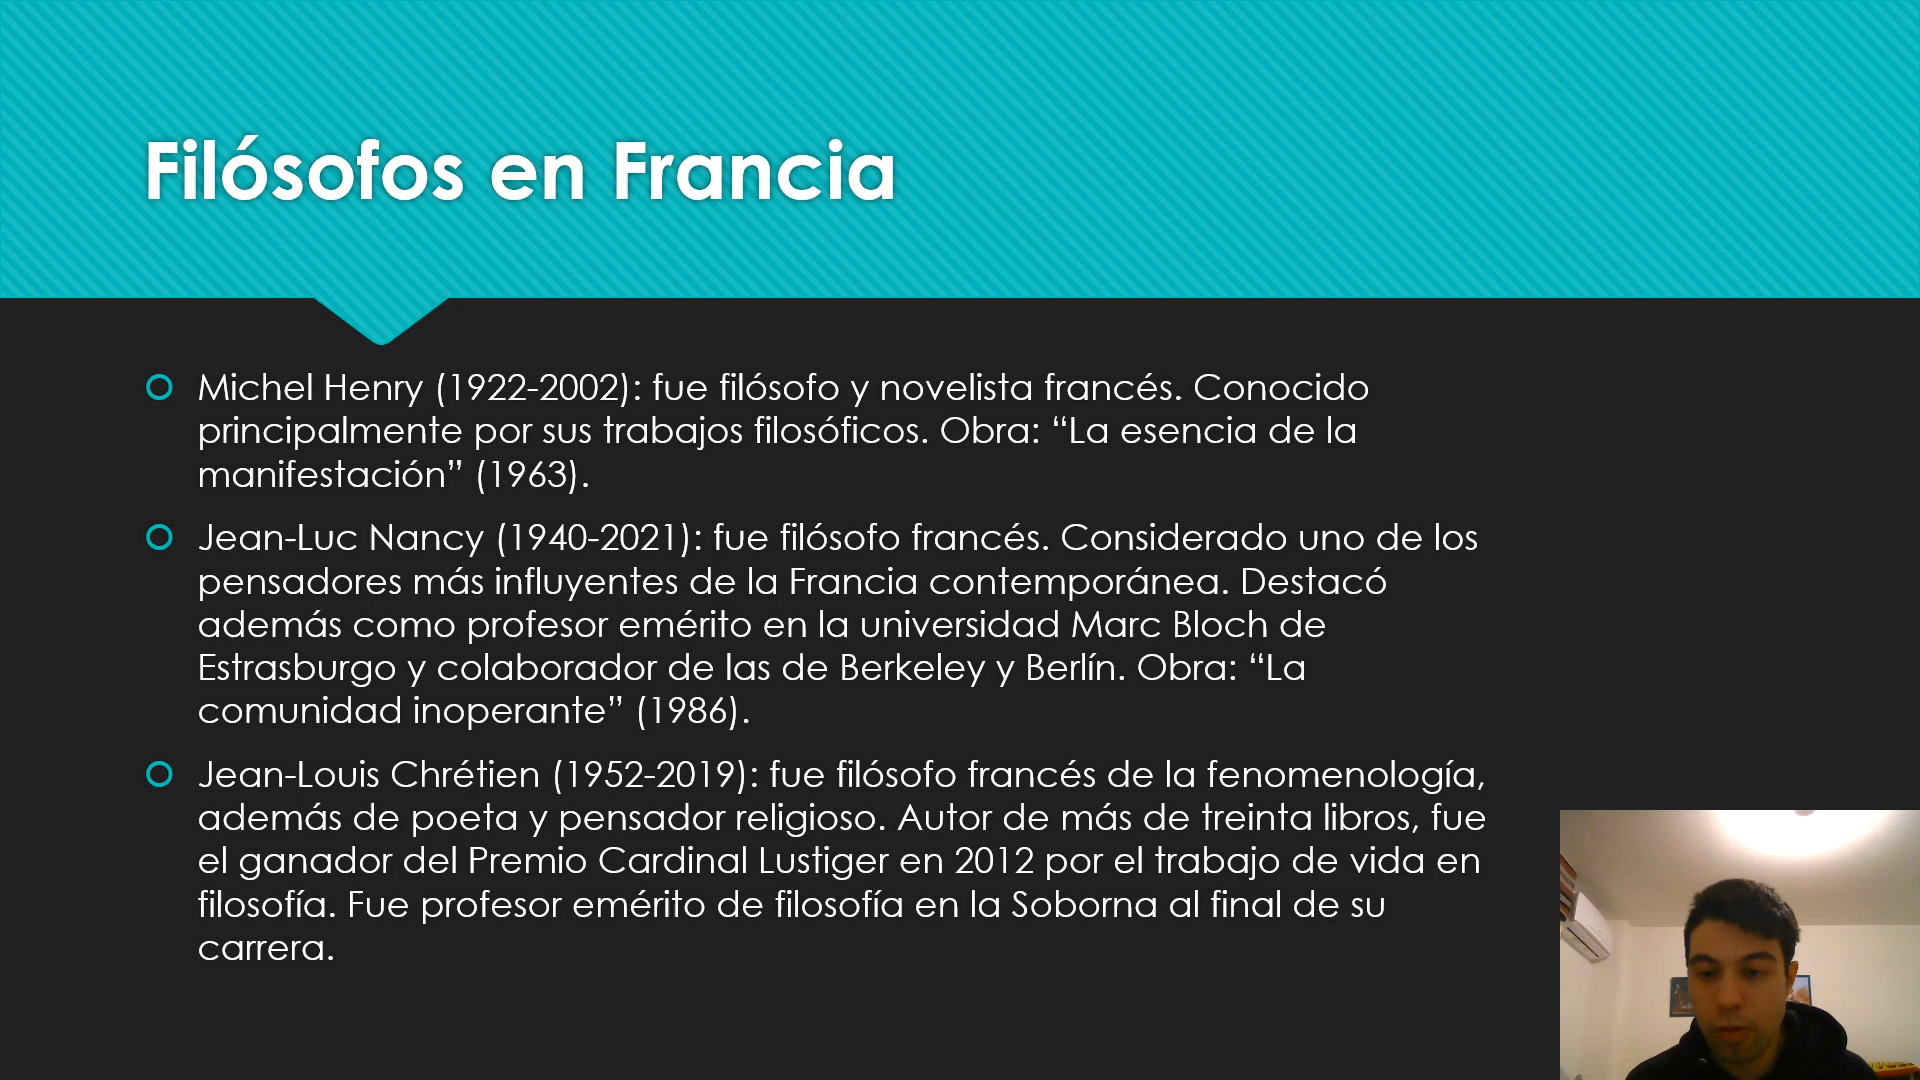 Filósofos en Francia
Michel Henry (1922-2002): fue filósofo y novelista francés. Conocido
principalmente por sus trabajos filosóficos. Obra: “La esencia de la
manifestación” (1963).
Jean-Luc Nancy (1940-2021): fue filósofo francés. Considerado uno de los
pensadores más influyentes de la Francia contemporánea. Destacó
además como profesor emérito en la universidad Marc Bloch de
Estrasburgo y colaborador de las de Berkeley y Berlín. Obra: “La
comunidad inoperante” (1986).
Jean-Louis Chrétien (1952-2019): fue filósofo francés de la fenomenología,
además de poeta y pensador religioso. Autor de más de treinta libros, fue
el ganador del Premio Cardinal Lustiger en 2012 por el trabajo de vida en
filosofía. Fue profesor emérito de filosofía en la Soborna al final de su
carrera.